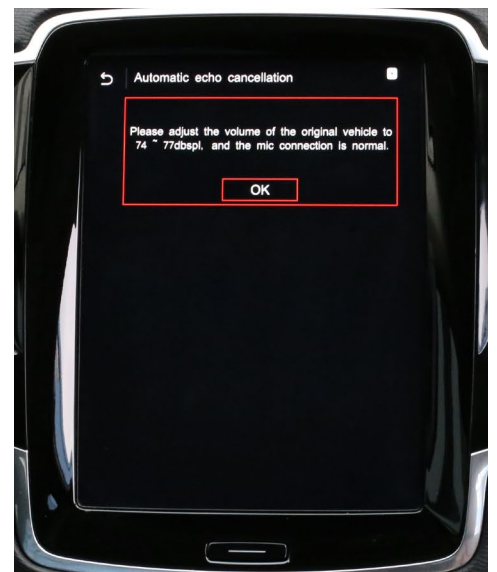 Automatic echo cancellation
Please adjust the volume of the original vehicle to
74 ~ 77dbspl, and the mic connection is normal.
OK